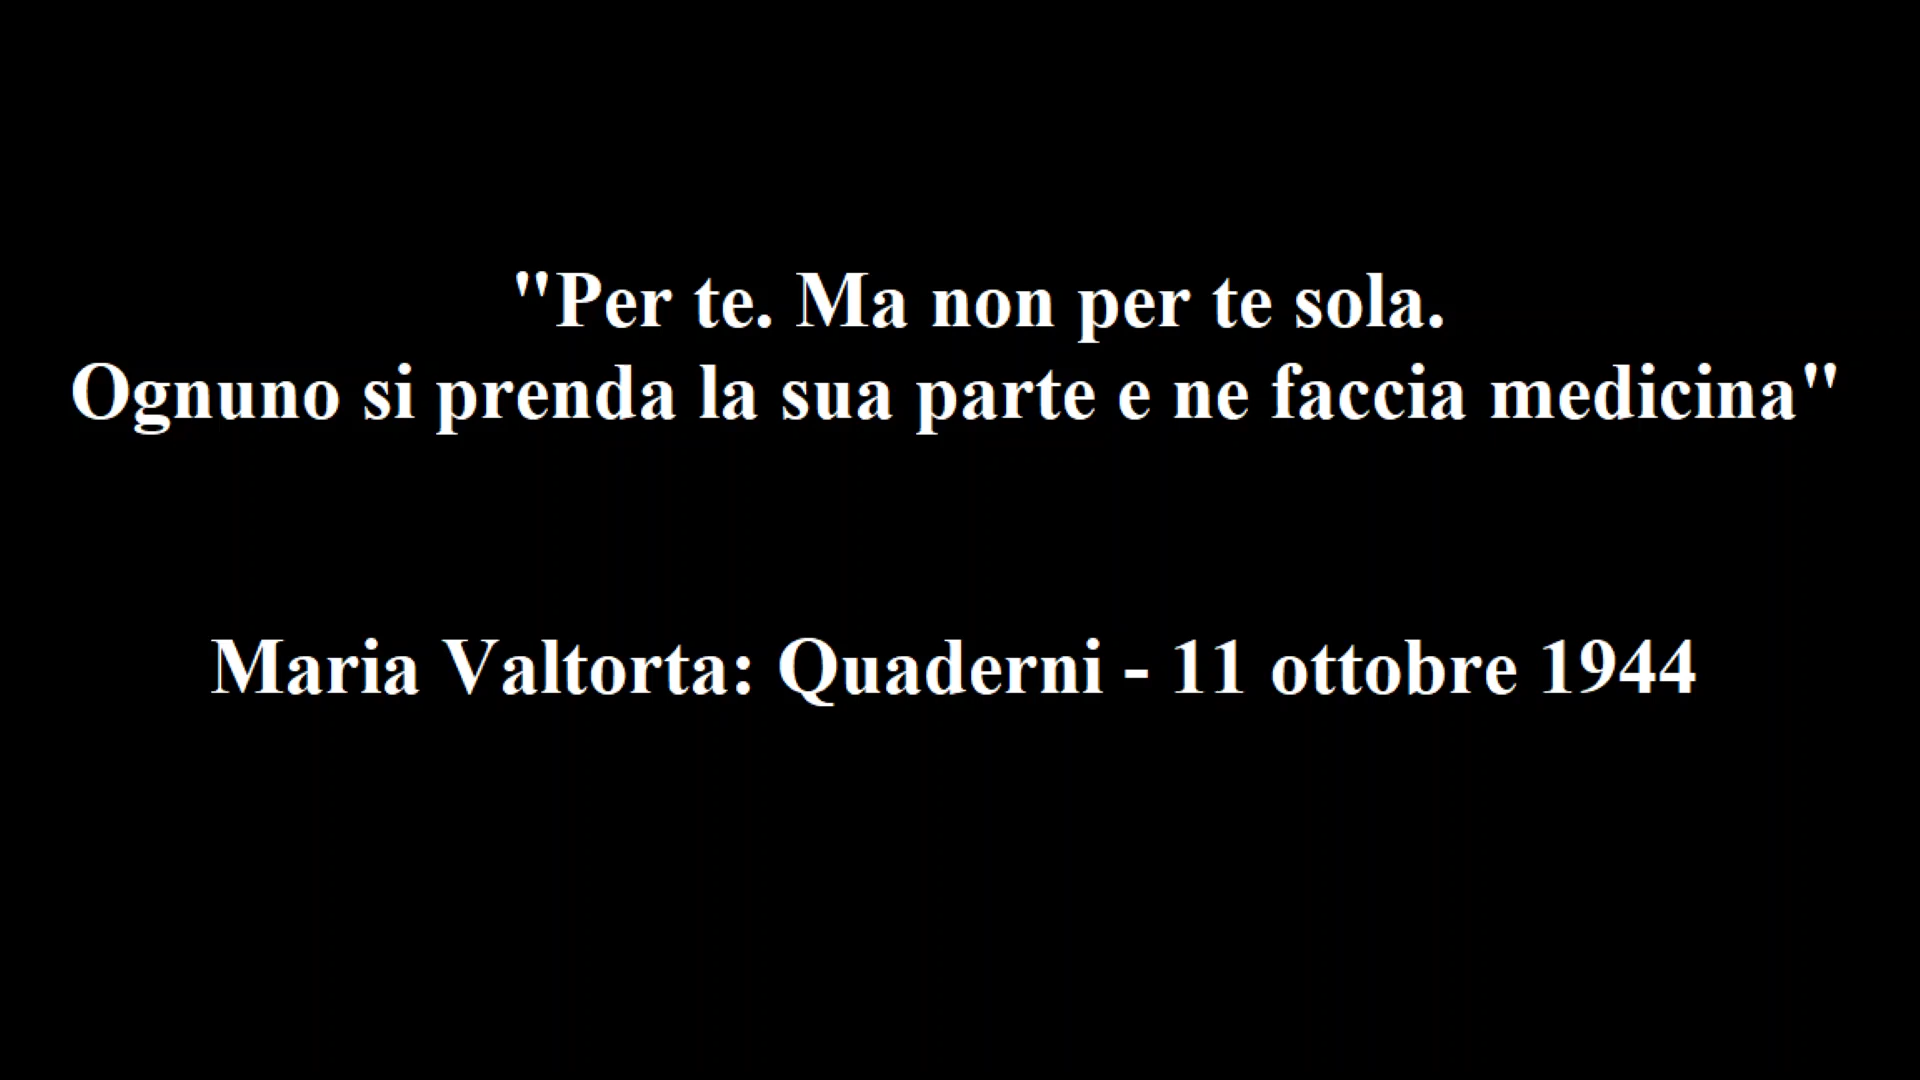 "Per te. Ma non per te sola.
Ognuno si prenda la sua parte e ne faccia medicina"
Maria Valtorta: Quaderni - 11 ottobre 1944